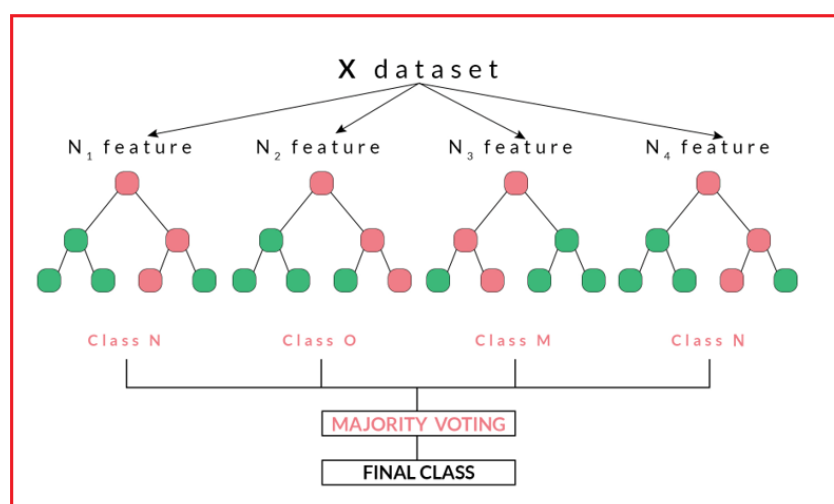 X dataset
N₁ feature N₂ feature N₃ feature N₄ feature
Class N Class O Class M Class N
MAJORITY VOTING
FINAL CLASS